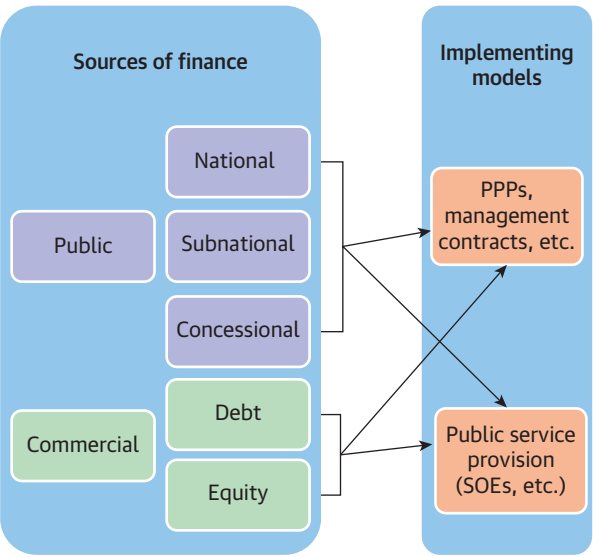 Sources of finance
Implementing
models
National
Public
Subnational
Concessional
Commercial
Debt
Equity
PPPs,
management
contracts, etc.
Public service
provision
(SOEs, etc.)